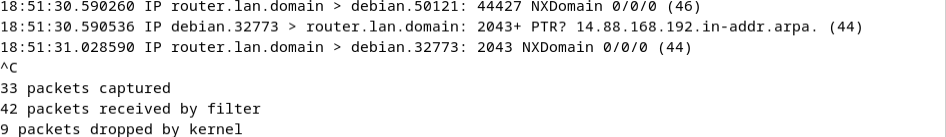 18:51:30.590260 IP router.lan.domain > debian.50121: 44427 NXDomain 0/0/0 (46)
18:51:30.590536 IP debian.32773 > router.lan.domain: 2043+ PTR? 14.88.168.192.in-addr.arpa. (44)
18:51:31.028590 IP router.lan.domain > debian.32773: 2043 NXDomain 0/0/0 (44)
^C
33 packets captured
42 packets received by filter
9 packets dropped by kernel